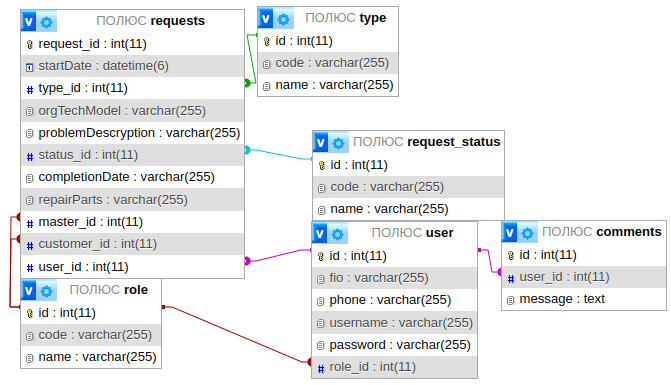 v ПОЛЮС requests
request_id : int(11)
startDate : datetime(6)
# type_id : int(11)
orgTechModel : varchar(255)
problemDescryption : varchar(255)
# status_id : int(11)
completionDate : varchar(255)
repairParts : varchar(255)
# master_id : int(11)
# customer_id : int(11)
# user_id : int(11)
v ПОЛЮС type
id : int(11)
code : varchar(255)
name : varchar(255)
v ПОЛЮС request_status
id : int(11)
code : varchar(255)
name : varchar(255)
v ПОЛЮС user
id : int(11)
fio : varchar(255)
phone : varchar(255)
username : varchar(255)
password : varchar(255)
# role_id : int(11)
v ПОЛЮС comments
id : int(11)
# user_id : int(11)
message : text
v ПОЛЮС role
id : int(11)
code : varchar(255)
name : varchar(255)